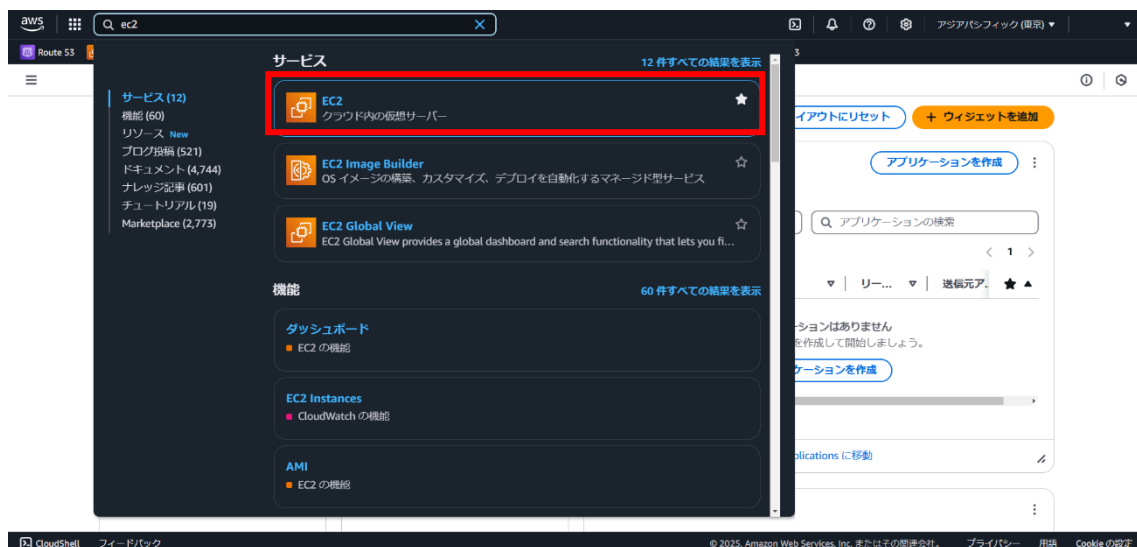 aws
ec2
アジアパシフィック (東京)
Route 53
サービス
12 件すべての結果を表示
サービス (12)
機能 (60)
リソース New
ブログ投稿 (521)
ドキュメント (4,744)
ナレッジ記事 (601)
チュートリアル (19)
Marketplace (2,773)
EC2
クラウド内の仮想サーバー
EC2 Image Builder
OS イメージの構築、カスタマイズ、デプロイを自動化するマネージド型サービス
EC2 Global View
EC2 Global View provides a global dashboard and search functionality that lets you fi...
機能
60 件すべての結果を表示
ダッシュボード
EC2 の機能
EC2 Instances
CloudWatch の機能
AMI
EC2 の機能
3
イアウトにリセット
+ ウィジェットを追加
アプリケーションを作成
アプリケーションの検索
1
リー...
送信元ア.
ションはありません
を作成して開始しましょう。
ケーションを作成
plications に移動
CloudShell
フィードバック
© 2025, Amazon Web Services, Inc. またはその関連会社。
プライバシー
用語
Cookie の設定